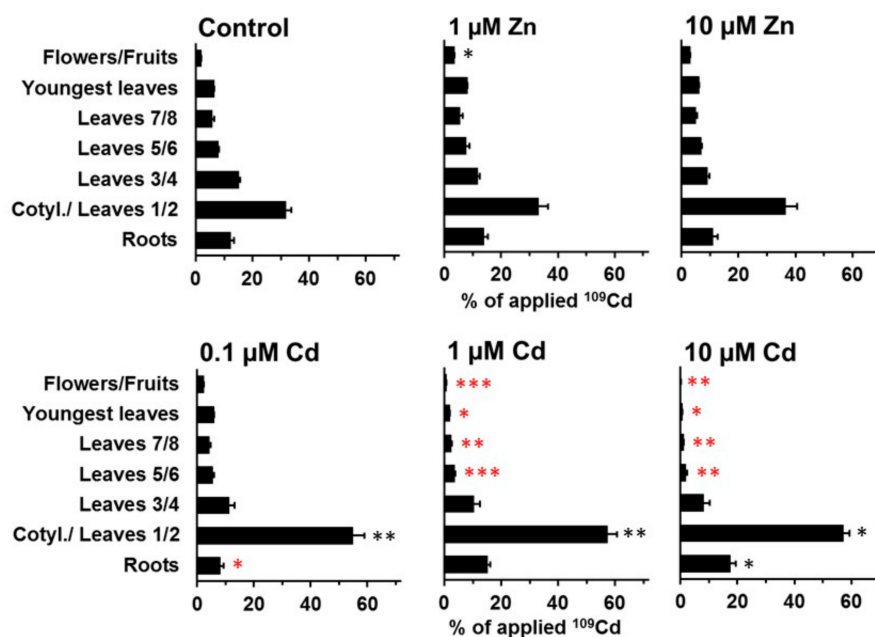 Control
1 µM Zn
10 µM Zn
Flowers/Fruits
*
Youngest leaves
Leaves 7/8
Leaves 5/6
Leaves 3/4
Cotyl./ Leaves 1/2
Roots
0 20 40 60
0 20 40 60
0 20 40 60
% of applied ¹⁰⁹Cd
0.1 µM Cd
1 µM Cd
10 µM Cd
Flowers/Fruits
*** **
Youngest leaves
* *
Leaves 7/8
** **
Leaves 5/6
*** **
Leaves 3/4
Cotyl./ Leaves 1/2
** ** *
Roots
* *
0 20 40 60
0 20 40 60
0 20 40 60
% of applied ¹⁰⁹Cd